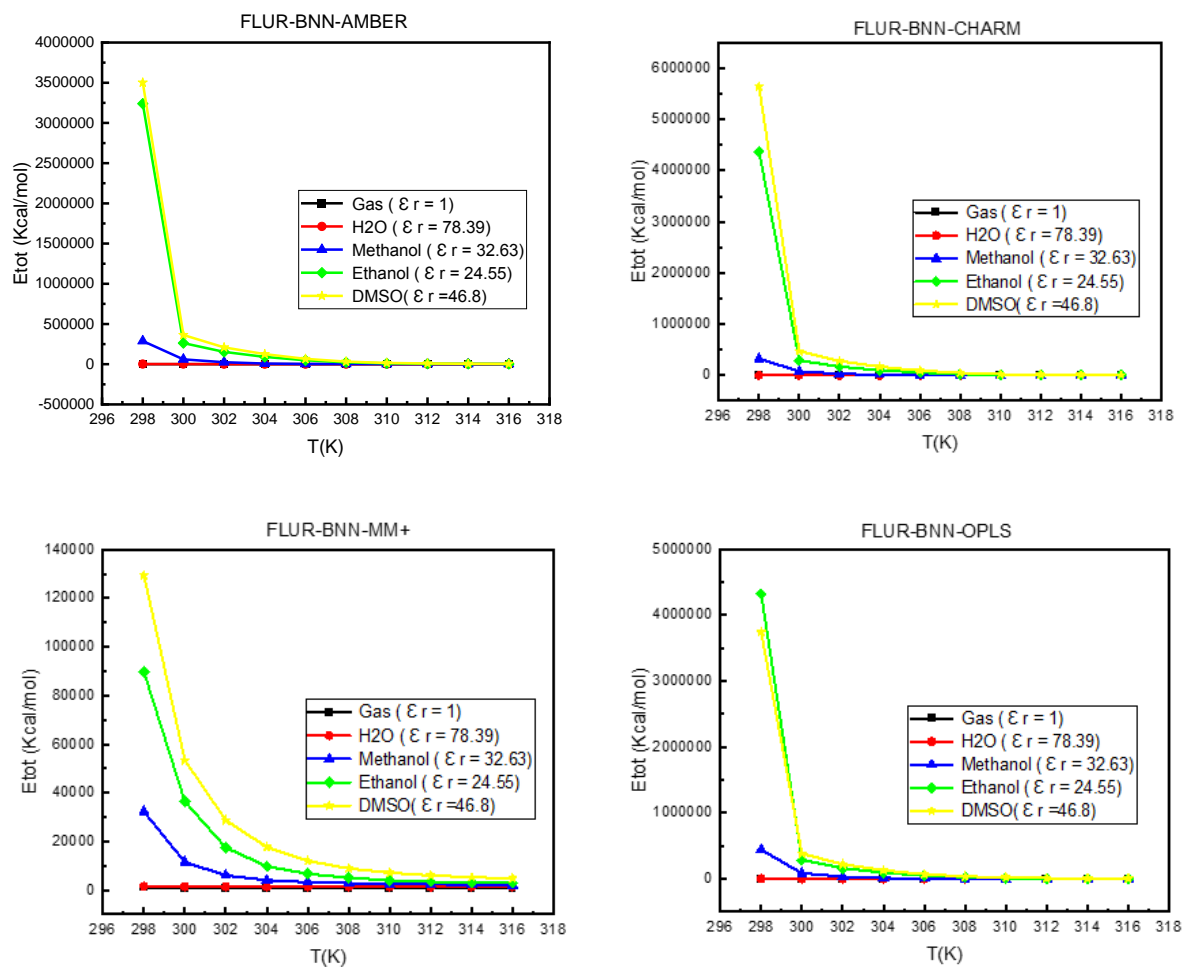 FLUR-BNN-AMBER
4000000
3500000
3000000
2500000
2000000
1500000
1000000
500000
0
-500000
Etot (Kcal/mol)
Gas ( Ɛ r = 1)
H2O ( Ɛ r = 78.39)
Methanol ( Ɛ r = 32.63)
Ethanol ( Ɛ r = 24.55)
DMSO( Ɛ r =46.8)
296 298 300 302 304 306 308 310 312 314 316 318
T(K)
FLUR-BNN-CHARM
6000000
5000000
4000000
3000000
2000000
1000000
0
Etot (Kcal/mol)
Gas ( Ɛ r = 1)
H2O ( Ɛ r = 78.39)
Methanol ( Ɛ r = 32.63)
Ethanol ( Ɛ r = 24.55)
DMSO( Ɛ r =46.8)
296 298 300 302 304 306 308 310 312 314 316 318
T(K)
FLUR-BNN-MM+
140000
120000
100000
80000
60000
40000
20000
0
Etot (Kcal/mol)
Gas ( Ɛ r = 1)
H2O ( Ɛ r = 78.39)
Methanol ( Ɛ r = 32.63)
Ethanol ( Ɛ r = 24.55)
DMSO( Ɛ r =46.8)
296 298 300 302 304 306 308 310 312 314 316 318
T(K)
FLUR-BNN-OPLS
5000000
4000000
3000000
2000000
1000000
0
Etot (Kcal/mol)
Gas ( Ɛ r = 1)
H2O ( Ɛ r = 78.39)
Methanol ( Ɛ r = 32.63)
Ethanol ( Ɛ r = 24.55)
DMSO( Ɛ r =46.8)
296 298 300 302 304 306 308 310 312 314 316 318
T(K)